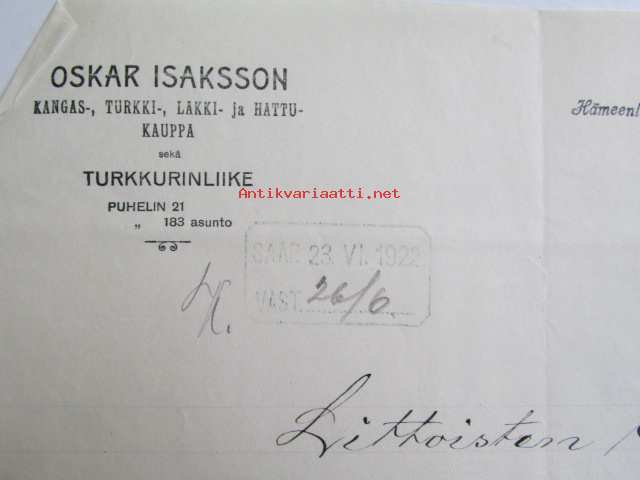 OSKAR ISAKSSON
KANGAS-, TURKKI-, LAKKI- ja HATTU-
KAUPPA
sekä
TURKKURINLIIKE
PUHELIN 21
„ 183 asunto
Hämeenl
Antikvariaatti.net
SAAP. 23. VI. 1922
VAST. 26/6
Littoisten